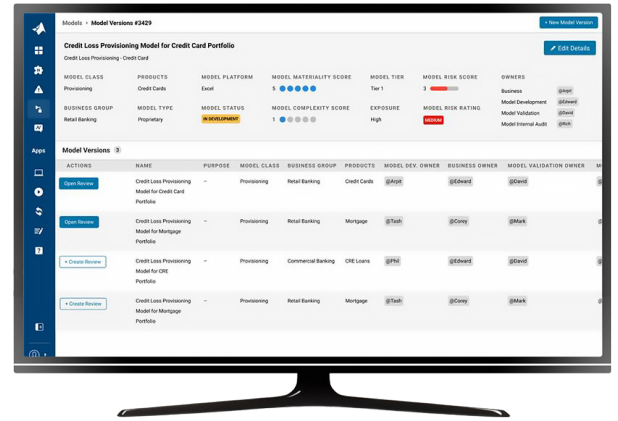 Models • Model Versions #3429
+ New Model Version
Credit Loss Provisioning Model for Credit Card Portfolio
Credit Loss Provisioning - Credit Card
Edit Details
MODEL CLASS PRODUCTS MODEL PLATFORM MODEL MATERIALITY SCORE MODEL TIER MODEL RISK SCORE OWNERS
Provisioning Credit Cards Excel 5 Tier 1 3
Business @Arpit
Model Development @Edward
BUSINESS GROUP MODEL TYPE MODEL STATUS MODEL COMPLEXITY SCORE EXPOSURE MODEL RISK RATING
Model Validation @David
Retail Banking Proprietary IN DEVELOPMENT 1 High MEDIUM
Model Internal Audit @Rich
Apps
Model Versions 3
ACTIONS NAME PURPOSE MODEL CLASS BUSINESS GROUP PRODUCTS MODEL DEV. OWNER BUSINESS OWNER MODEL VALIDATION OWNER M
Open Review Credit Loss Provisioning – Provisioning Retail Banking Credit Cards @Arpit @Edward @David @
Model for Credit Card
Portfolio
Open Review Credit Loss Provisioning – Provisioning Retail Banking Mortgage @Tash @Corey @Mark @
Model for Mortgage
Portfolio
+ Create Review Credit Loss Provisioning – Provisioning Commercial Banking CRE Loans @Phil @Edward @David @
Model for CRE
Portfolio
+ Create Review Credit Loss Provisioning – Provisioning Retail Banking Mortgage @Tash @Corey @Mark @
Model for Mortgage
Portfolio